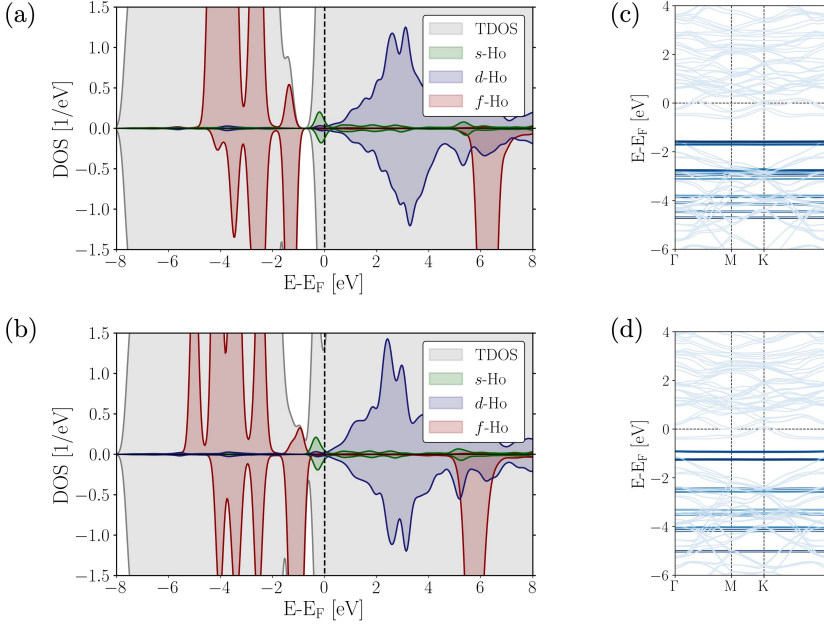 (a)
1.5
1.0
0.5
0.0
−0.5
−1.0
−1.5
DOS [1/eV]
TDOS
s-Ho
d-Ho
f-Ho
−8 −6 −4 −2 0 2 4 6 8
E-E_F [eV]
(c)
4
2
0
−2
−4
−6
E-E_F [eV]
Γ M K
(b)
1.5
1.0
0.5
0.0
−0.5
−1.0
−1.5
DOS [1/eV]
TDOS
s-Ho
d-Ho
f-Ho
−8 −6 −4 −2 0 2 4 6 8
E-E_F [eV]
(d)
4
2
0
−2
−4
−6
E-E_F [eV]
Γ M K